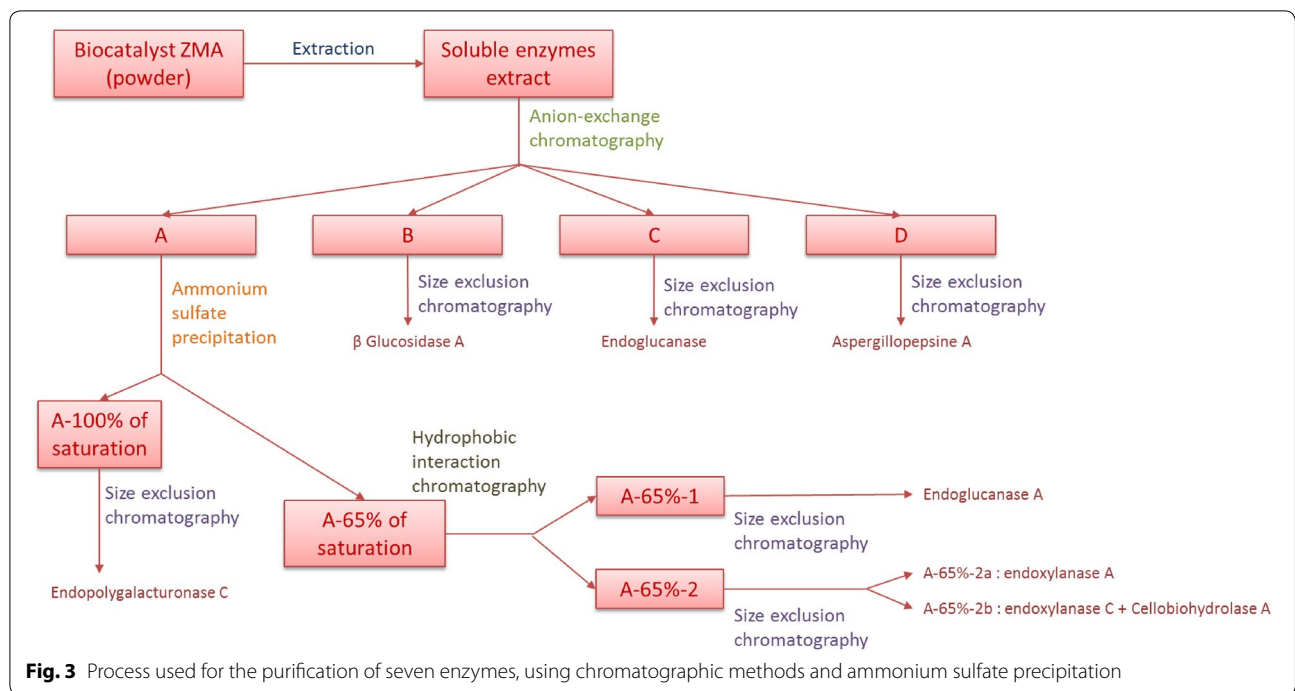 Biocatalyst ZMA
(powder)
Extraction
Soluble enzymes
extract
Anion-exchange
chromatography
A
B
C
D
Ammonium
sulfate
precipitation
Size exclusion
chromatography
Size exclusion
chromatography
Size exclusion
chromatography
β Glucosidase A
Endoglucanase
Aspergillopepsine A
A-100% of
saturation
Size exclusion
chromatography
Endopolygalacturonase C
A-65% of
saturation
Hydrophobic
interaction
chromatography
A-65%-1
Size exclusion
chromatography
Endoglucanase A
A-65%-2
Size exclusion
chromatography
A-65%-2a : endoxylanase A
A-65%-2b : endoxylanase C + Cellobiohydrolase A
Fig. 3 Process used for the purification of seven enzymes, using chromatographic methods and ammonium sulfate precipitation